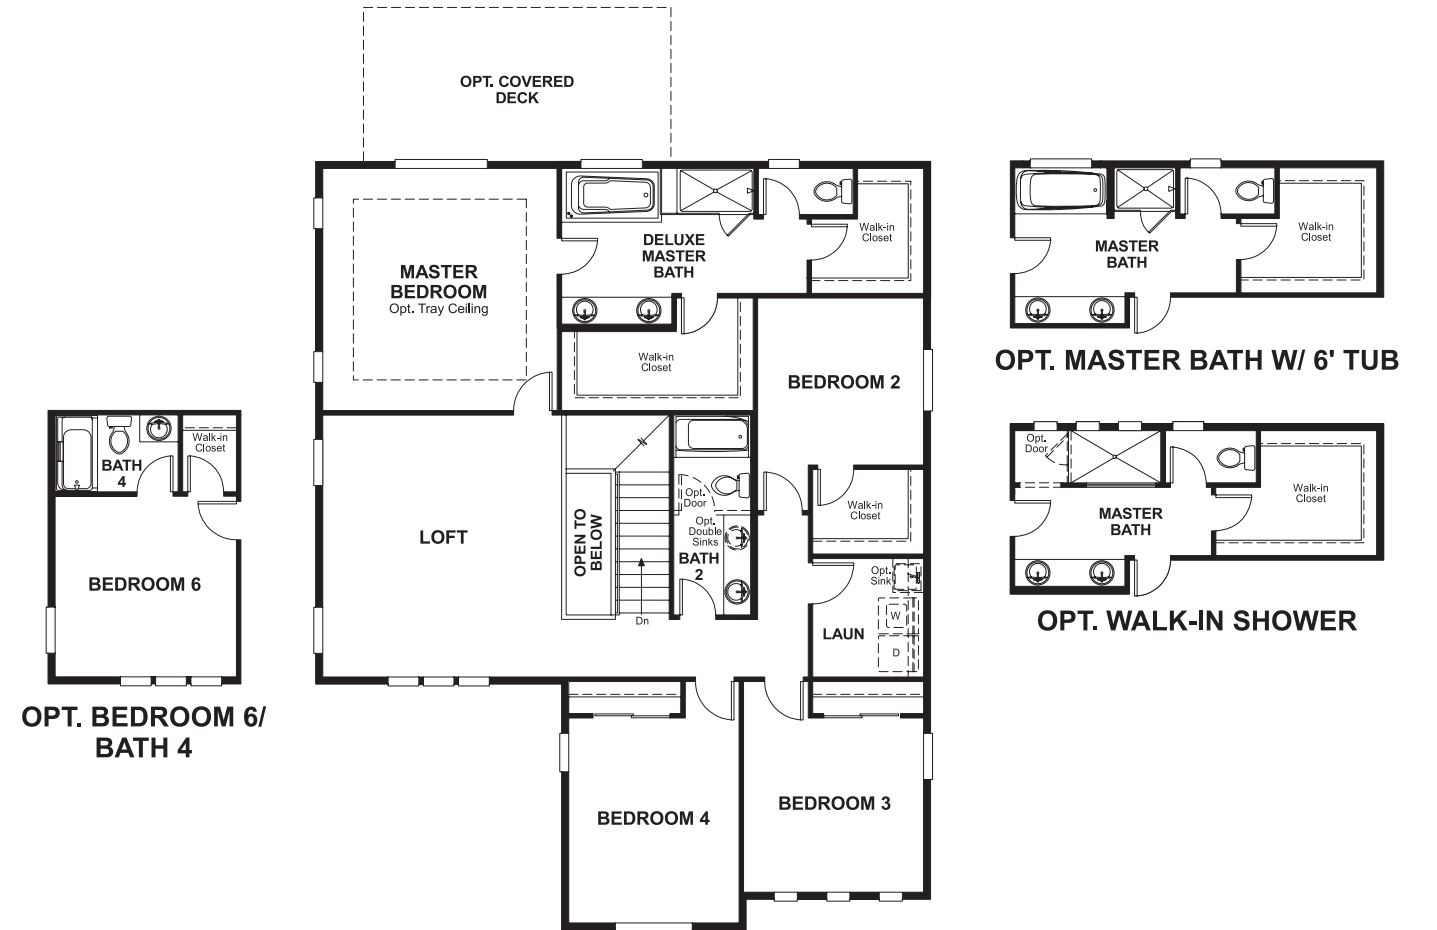 OPT. COVERED
DECK
MASTER
BEDROOM
Opt. Tray Ceiling
DELUXE
MASTER
BATH
Walk-in
Closet
Walk-in
Closet
BEDROOM 2
Walk-in
Closet
LOFT
OPEN TO
BELOW
Dn
Opt.
Door
Opt.
Double
Sinks
BATH
2
Opt.
Sink
W
D
LAUN
BEDROOM 4
BEDROOM 3
BATH
4
Walk-in
Closet
BEDROOM 6
OPT. BEDROOM 6/
BATH 4
MASTER
BATH
Walk-in
Closet
OPT. MASTER BATH W/ 6' TUB
Opt.
Door
MASTER
BATH
Walk-in
Closet
OPT. WALK-IN SHOWER